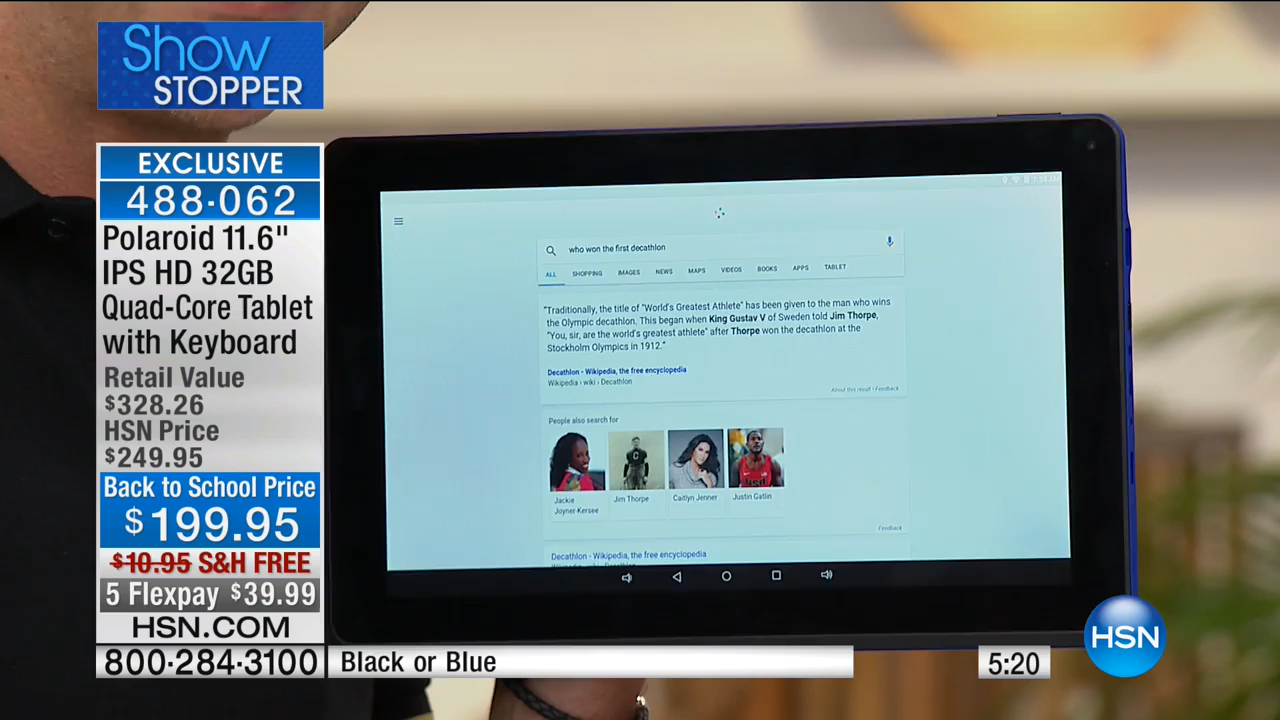 Show
STOPPER
EXCLUSIVE
488-062
Polaroid 11.6"
IPS HD 32GB
Quad-Core Tablet
with Keyboard
Retail Value
$328.26
HSN Price
$249.95
Back to School Price
$199.95
$10.95 S&H FREE
5 Flexpay $39.99
HSN.COM
800-284-3100
Black or Blue
5:20
HSN
who won the first decathlon
ALL SHOPPING IMAGES NEWS MAPS VIDEOS BOOKS APPS TABLET
"Traditionally, the title of "World's Greatest Athlete" has been given to the man who wins
the Olympic decathlon. This began when King Gustav V of Sweden told Jim Thorpe,
"You, sir, are the world's greatest athlete" after Thorpe won the decathlon at the
Stockholm Olympics in 1912."
Decathlon - Wikipedia, the free encyclopedia
Wikipedia › wiki › Decathlon
About this result • Feedback
People also search for
Jackie
Joyner-Kersee
Jim Thorpe
Caitlyn Jenner
Justin Gatlin
Feedback
Decathlon - Wikipedia, the free encyclopedia